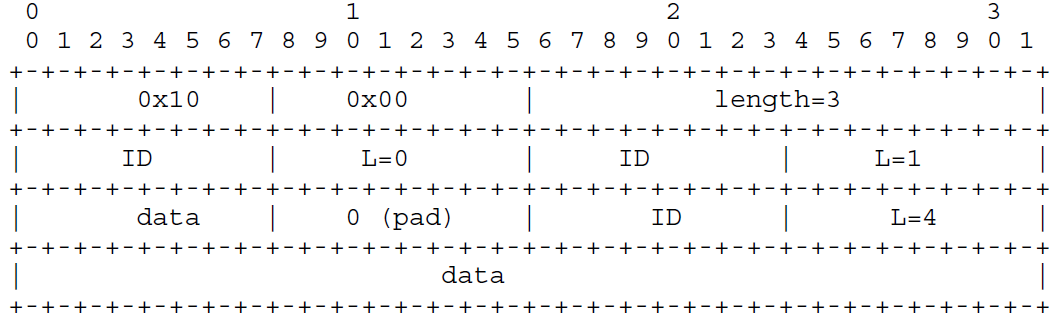 0                   1                   2                   3
 0 1 2 3 4 5 6 7 8 9 0 1 2 3 4 5 6 7 8 9 0 1 2 3 4 5 6 7 8 9 0 1
+-+-+-+-+-+-+-+-+-+-+-+-+-+-+-+-+-+-+-+-+-+-+-+-+-+-+-+-+-+-+-+-+
|       0x10    |    0x00       |           length=3            |
+-+-+-+-+-+-+-+-+-+-+-+-+-+-+-+-+-+-+-+-+-+-+-+-+-+-+-+-+-+-+-+-+
|      ID       |     L=0       |     ID        |     L=1       |
+-+-+-+-+-+-+-+-+-+-+-+-+-+-+-+-+-+-+-+-+-+-+-+-+-+-+-+-+-+-+-+-+
|       data    |    0 (pad)    |       ID      |      L=4      |
+-+-+-+-+-+-+-+-+-+-+-+-+-+-+-+-+-+-+-+-+-+-+-+-+-+-+-+-+-+-+-+-+
|                          data                                 |
+-+-+-+-+-+-+-+-+-+-+-+-+-+-+-+-+-+-+-+-+-+-+-+-+-+-+-+-+-+-+-+-+